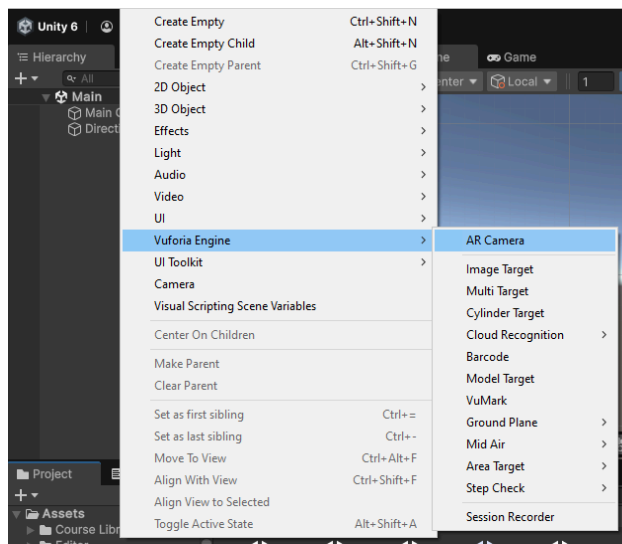 Unity 6
Hierarchy
All
Main
Main C
Directi
Create Empty Ctrl+Shift+N
Create Empty Child Alt+Shift+N
Create Empty Parent Ctrl+Shift+G
2D Object
3D Object
Effects
Light
Audio
Video
UI
Vuforia Engine
UI Toolkit
Camera
Visual Scripting Scene Variables
Center On Children
Make Parent
Clear Parent
Set as first sibling Ctrl+=
Set as last sibling Ctrl+-
Move To View Ctrl+Alt+F
Align With View Ctrl+Shift+F
Align View to Selected
Toggle Active State Alt+Shift+A
ne Game
enter Local 1
AR Camera
Image Target
Multi Target
Cylinder Target
Cloud Recognition
Barcode
Model Target
VuMark
Ground Plane
Mid Air
Area Target
Step Check
Session Recorder
Project
Assets
Course Libr